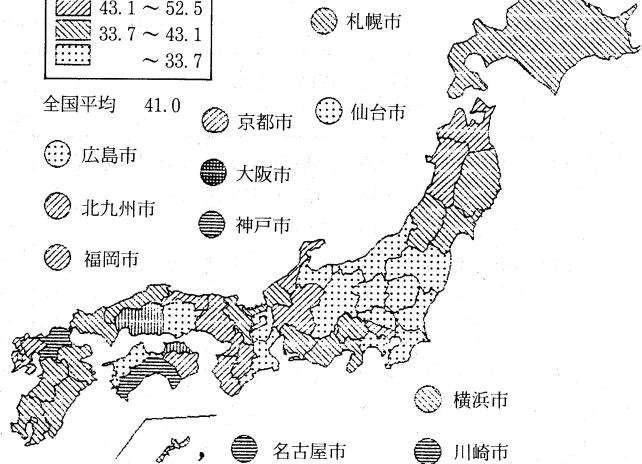 43.1 ～ 52.5
33.7 ～ 43.1
～ 33.7
札幌市
全国平均 41.0
京都市
仙台市
広島市
大阪市
北九州市
神戸市
福岡市
横浜市
名古屋市
川崎市